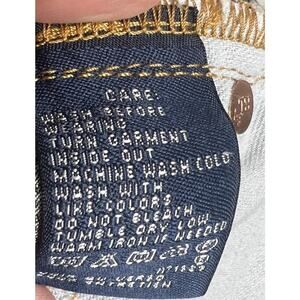 CARE:
WASH BEFORE
WEARING
TURN GARMENT
INSIDE OUT
MACHINE WASH COLD
WASH WITH
LIKE COLORS
DO NOT BLEACH
TUMBLE DRY LOW
WARM IRON IF NEEDED